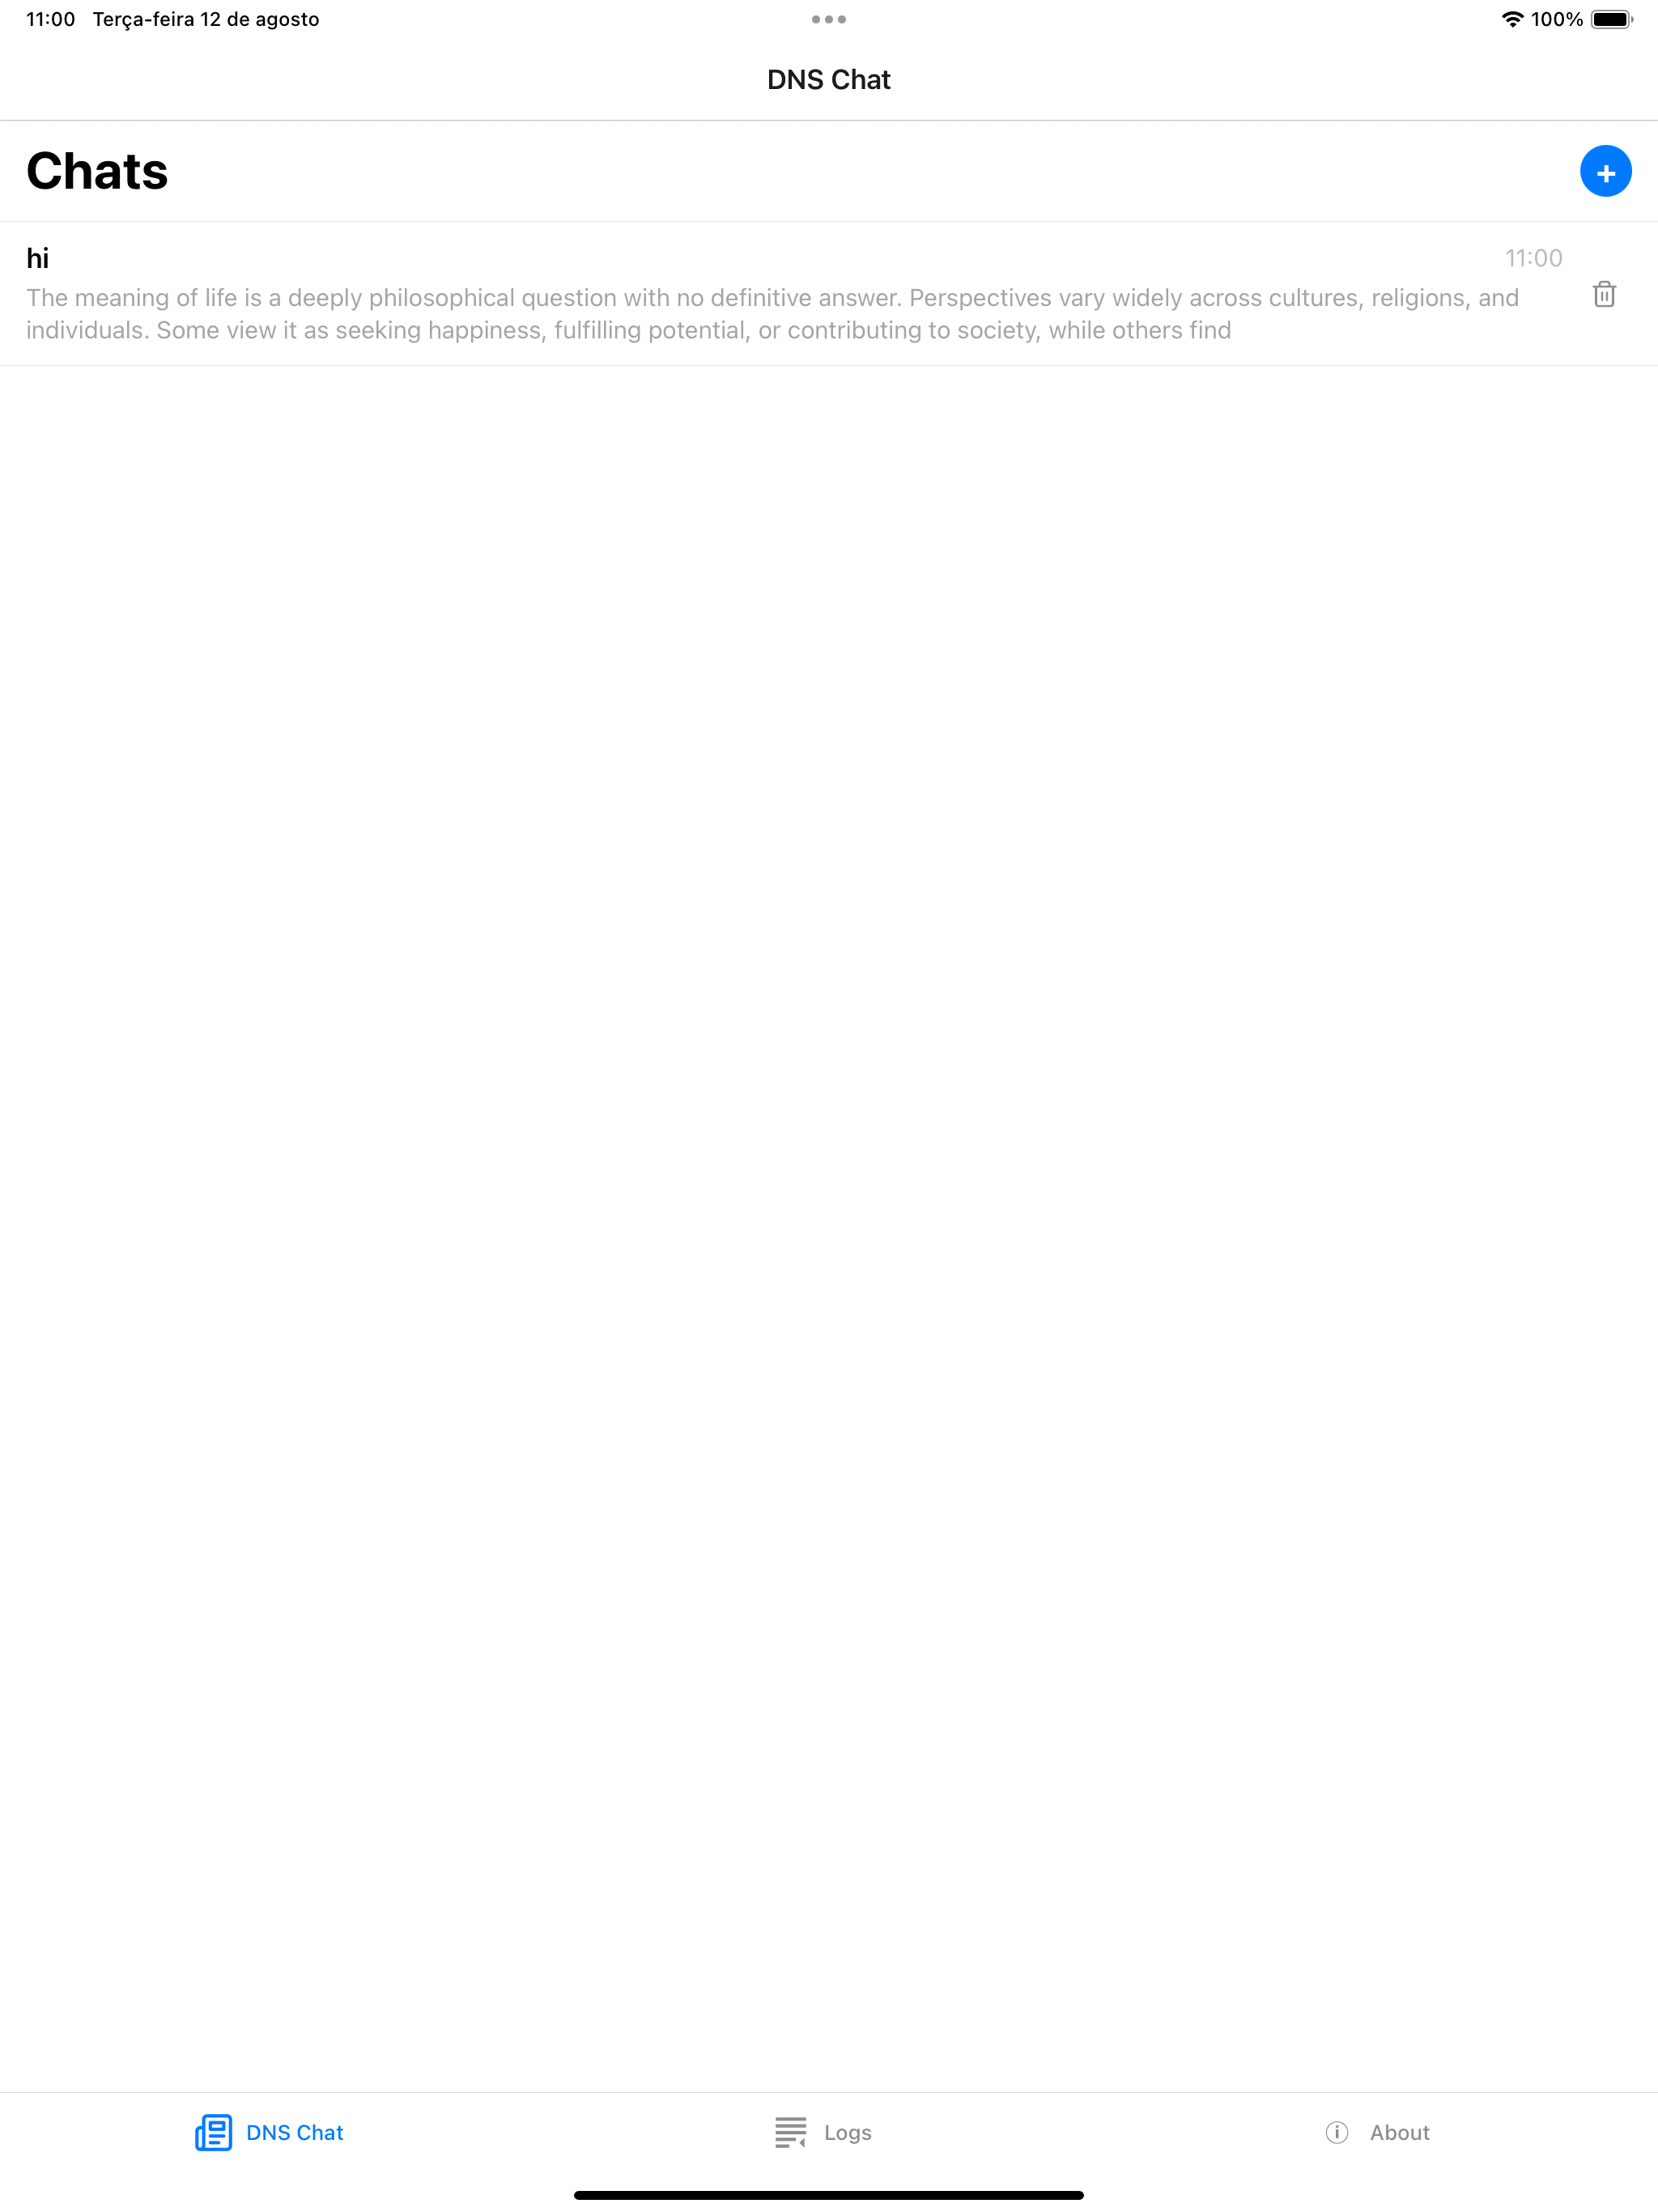 11:00 Terça-feira 12 de agosto
100%
DNS Chat
Chats
hi
11:00
The meaning of life is a deeply philosophical question with no definitive answer. Perspectives vary widely across cultures, religions, and
individuals. Some view it as seeking happiness, fulfilling potential, or contributing to society, while others find
DNS Chat
Logs
About